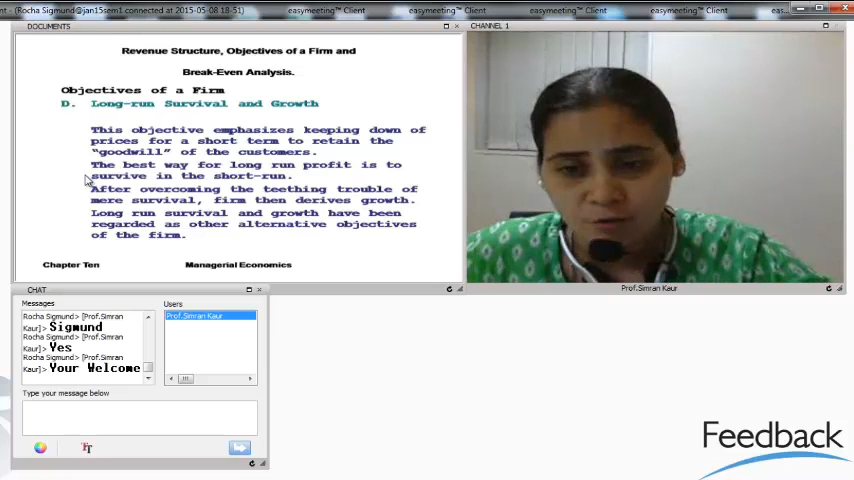 nt - (Rocha Sigmund@jan15sem1 connected at 2015-05-08 18-51)
easymeeting™ Client
easymeeting™ Client
easymeeting™ Client
easymeeting™ Client
eas...
DOCUMENTS
Revenue Structure, Objectives of a Firm and
Break-Even Analysis.
Objectives of a Firm
D. Long-run Survival and Growth
This objective emphasizes keeping down of
prices for a short term to retain the
"goodwill" of the customers.
The best way for long run profit is to
survive in the short-run.
After overcoming the teething trouble of
mere survival, firm then derives growth.
Long run survival and growth have been
regarded as other alternative objectives
of the firm.
Chapter Ten
Managerial Economics
CHANNEL 1
Prof.Simran Kaur
CHAT
Messages
Rocha Sigmund> [Prof.Simran
Kaur]> Sigmund
Rocha Sigmund> [Prof.Simran
Kaur]> Yes
Rocha Sigmund> [Prof.Simran
Kaur]> Your Welcome
Users
Prof.Simran Kaur
Type your message below
TT
Feedback